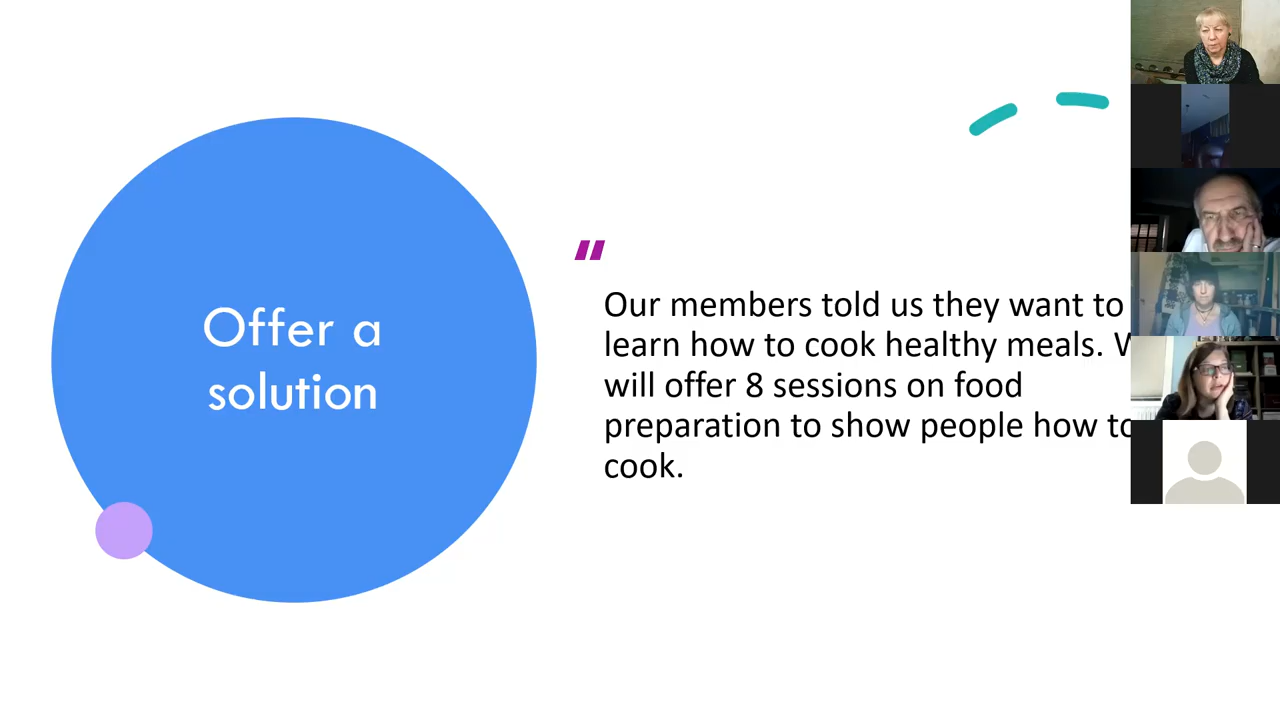 Offer a
solution
"
Our members told us they want to
learn how to cook healthy meals.
will offer 8 sessions on food
preparation to show people how to
cook.